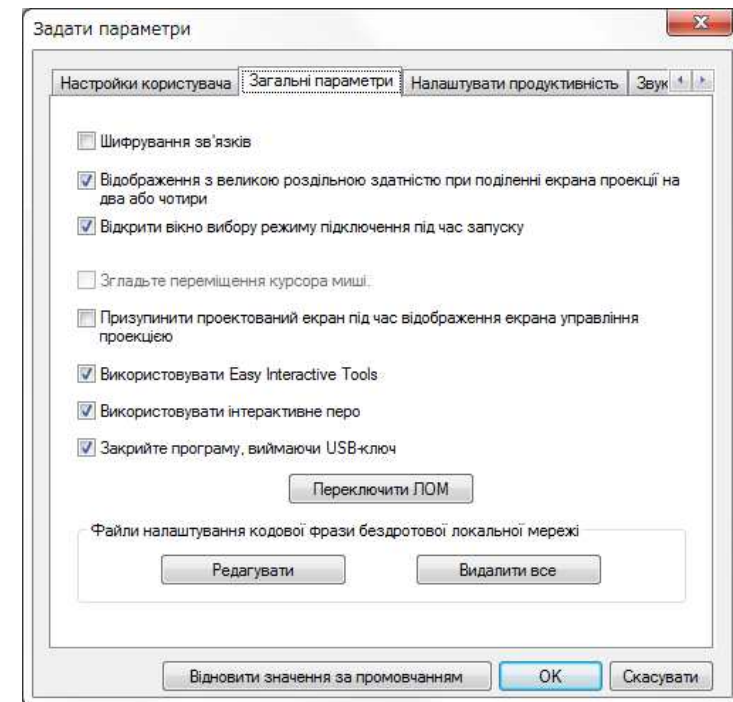 Задати параметри
Настройки користувача
Загальні параметри
Налаштувати продуктивність
Звук
Шифрування зв'язків
Відображення з великою роздільною здатністю при поділенні екрана проекції на
два або чотири
Відкрити вікно вибору режиму підключення під час запуску
Згладьте переміщення курсора миші.
Призупинити проектований екран під час відображення екрана управління
проекцією
Використовувати Easy Interactive Tools
Використовувати інтерактивне перо
Закрийте програму, виймаючи USB-ключ
Переключити ЛОМ
Файли налаштування кодової фрази бездротової локальної мережі
Редагувати
Видалити все
Відновити значення за промовчанням
OK
Скасувати